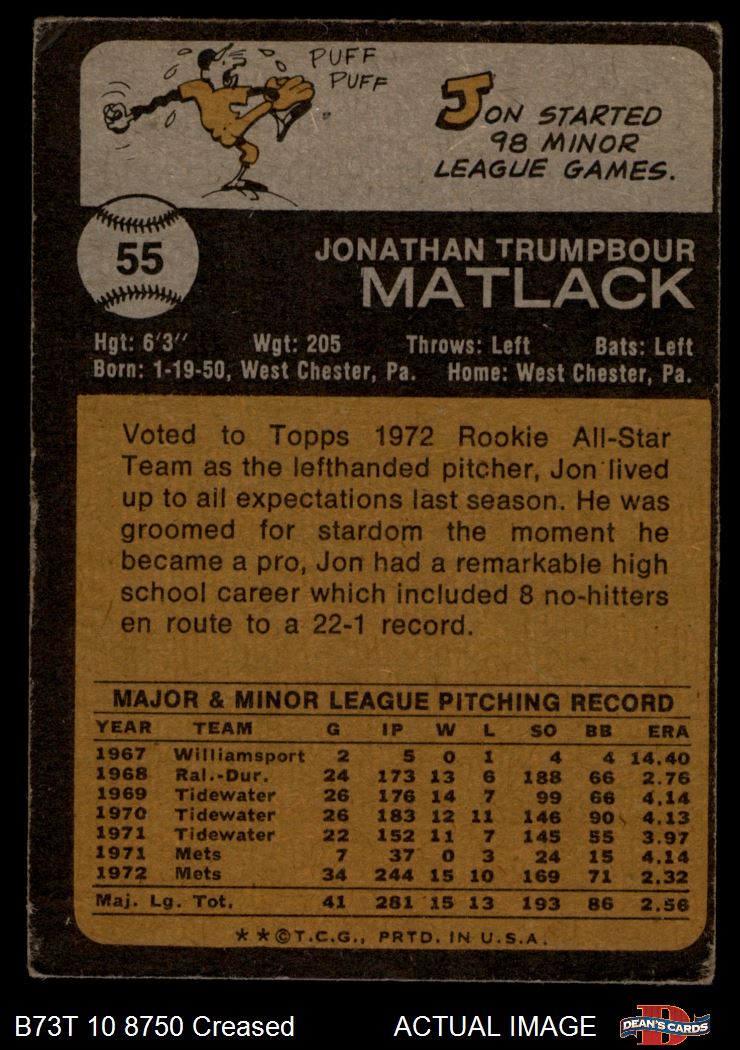 PUFF
PUFF
JON STARTED
98 MINOR
LEAGUE GAMES.
55
JONATHAN TRUMPBOUR
MATLACK
Hgt: 6'3" Wgt: 205 Throws: Left Bats: Left
Born: 1-19-50, West Chester, Pa. Home: West Chester, Pa.
Voted to Topps 1972 Rookie All-Star
Team as the lefthanded pitcher, Jon lived
up to all expectations last season. He was
groomed for stardom the moment he
became a pro, Jon had a remarkable high
school career which included 8 no-hitters
en route to a 22-1 record.
MAJOR & MINOR LEAGUE PITCHING RECORD
YEAR TEAM G IP W L SO BB ERA
1967 Williamsport 2 5 0 1 4 4 14.40
1968 Ral.-Dur. 24 173 13 6 188 66 2.76
1969 Tidewater 26 176 14 7 99 66 4.14
1970 Tidewater 26 183 12 11 146 90 4.13
1971 Tidewater 22 152 11 7 145 55 3.97
1971 Mets 7 37 0 3 24 15 4.14
1972 Mets 34 244 15 10 169 71 2.32
Maj. Lg. Tot. 41 281 15 13 193 86 2.56
**©T.C.G., PRTD. IN U.S.A.
B73T 10 8750 Creased ACTUAL IMAGE
D
DEAN'S CARDS